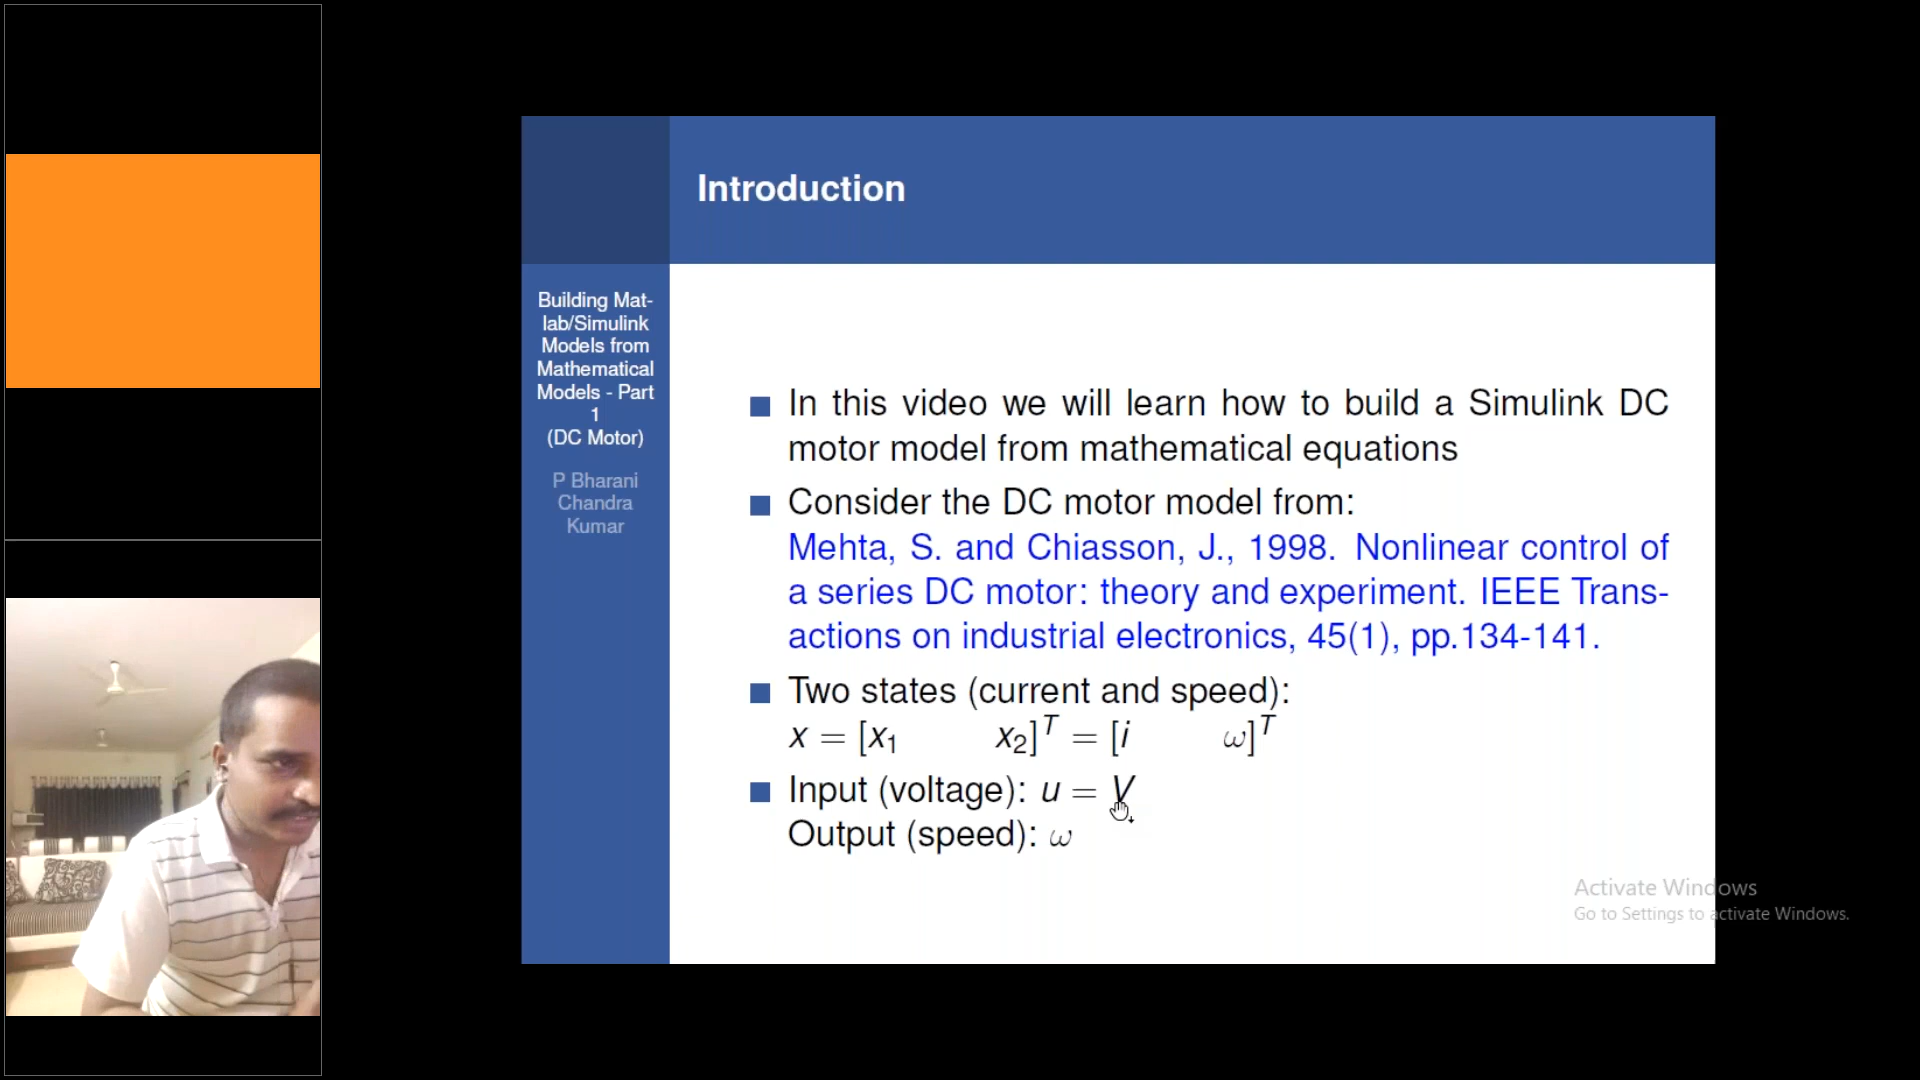 Introduction
Building Mat-
lab/Simulink
Models from
Mathematical
Models - Part
1
(DC Motor)
P Bharani
Chandra
Kumar
In this video we will learn how to build a Simulink DC
motor model from mathematical equations
Consider the DC motor model from:
Mehta, S. and Chiasson, J., 1998. Nonlinear control of
a series DC motor: theory and experiment. IEEE Trans-
actions on industrial electronics, 45(1), pp.134-141.
Two states (current and speed):
x = [x₁ x₂]ᵀ = [i ω]ᵀ
Input (voltage): u = V
Output (speed): ω
Activate Windows
Go to Settings to activate Windows.